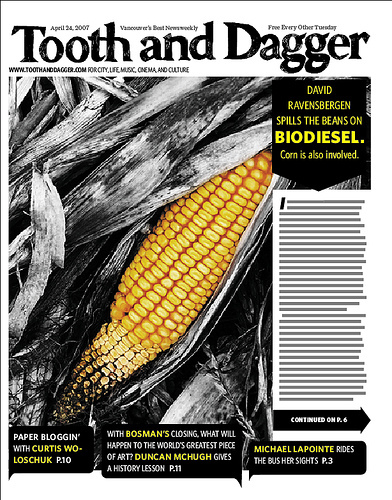 April 24, 2007 Vancouver's Best Newsweekly Free Every Other Tuesday
Tooth and Dagger
WWW.TOOTHANDDAGGER.COM FOR CITY, LIFE, MUSIC, CINEMA, AND CULTURE
DAVID
RAVENSBERGEN
SPILLS THE BEANS ON
BIODIESEL.
Corn is also involved.
I
CONTINUED ON P. 6
PAPER BLOGGIN'
WITH CURTIS WO-
LOSCHUK P.10
WITH BOSMAN'S CLOSING, WHAT WILL
HAPPEN TO THE WORLD'S GREATEST PIECE
OF ART? DUNCAN MCHUGH GIVES
A HISTORY LESSON P.11
MICHAEL LAPOINTE RIDES
THE BUS HER SIGHTS P.3